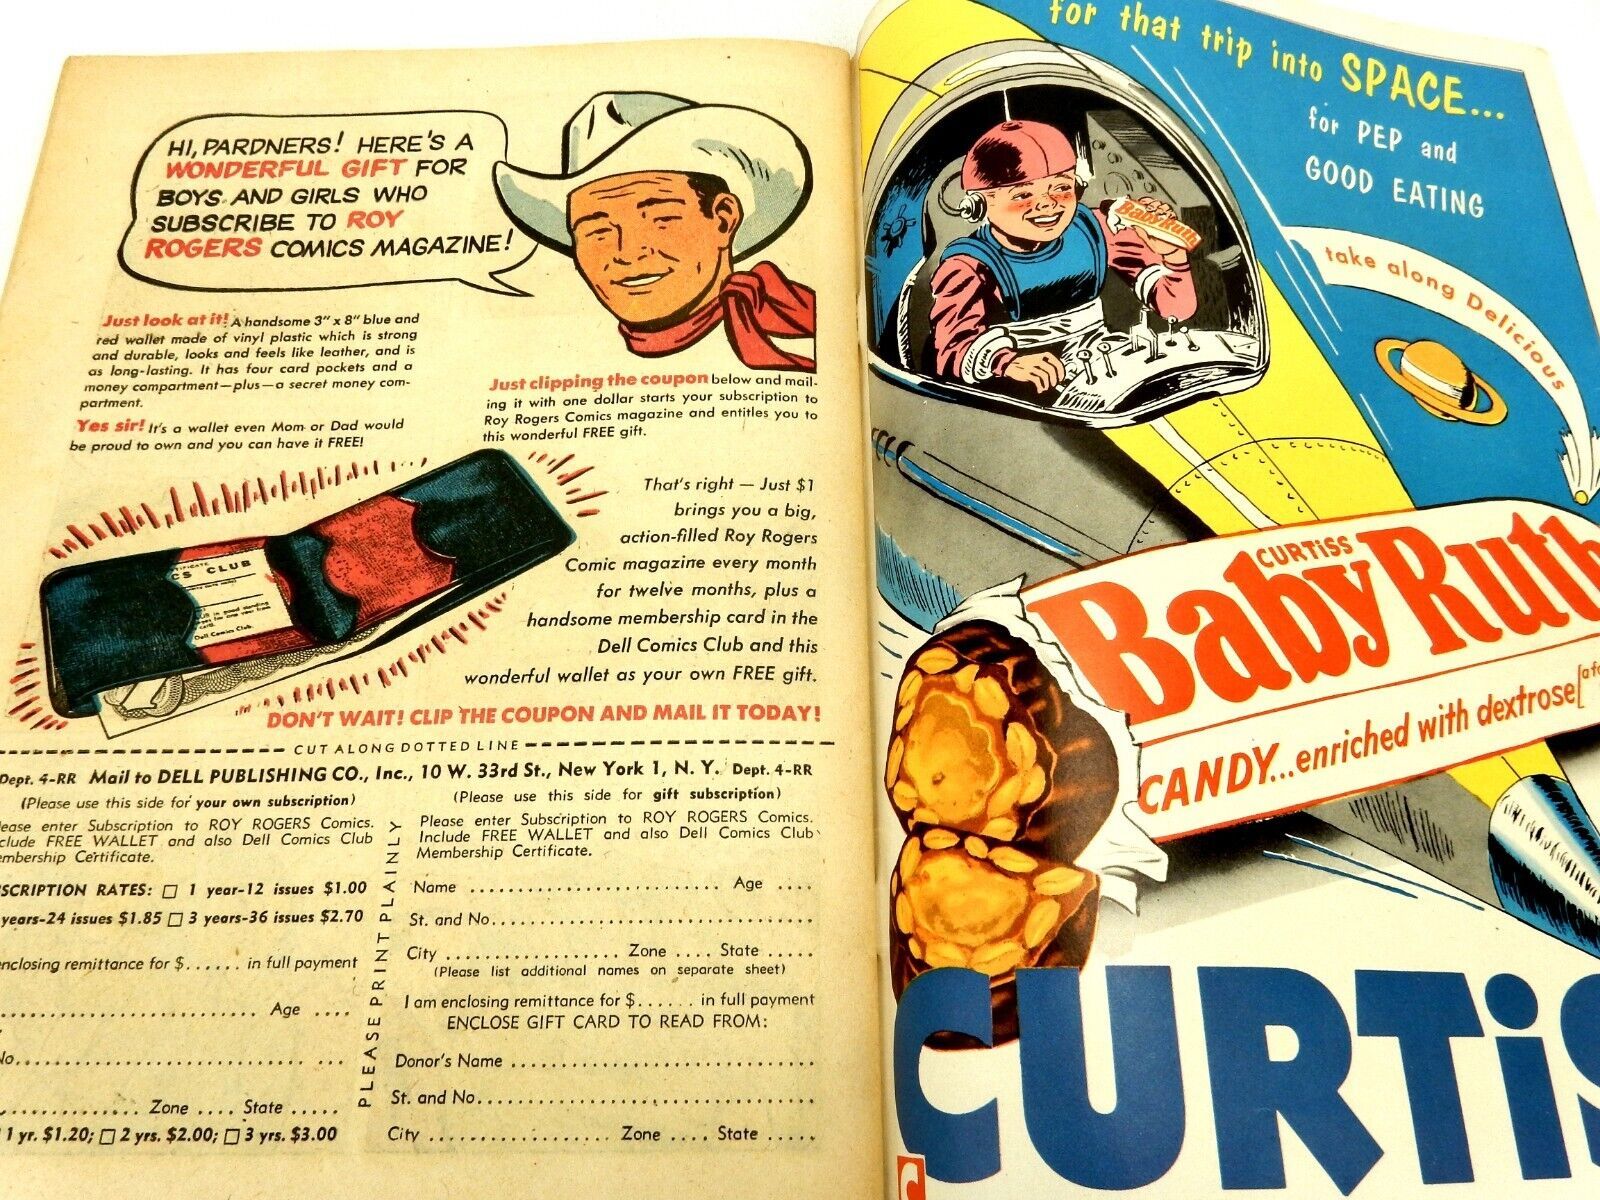 HI, PARDNERS! HERE'S A
WONDERFUL GIFT FOR
BOYS AND GIRLS WHO
SUBSCRIBE TO ROY
ROGERS COMICS MAGAZINE!
Just look at it! A handsome 3" x 8" blue and
red wallet made of vinyl plastic which is strong
and durable, looks and feels like leather, and is
as long-lasting. It has four card pockets and a
money compartment—plus—a secret money com-
partment.
Yes sir! It's a wallet even Mom or Dad would
be proud to own and you can have it FREE!
Just clipping the coupon below and mail-
ing it with one dollar starts your subscription to
Roy Rogers Comics magazine and entitles you to
this wonderful FREE gift.
That's right — Just $1
brings you a big,
action-filled Roy Rogers
Comic magazine every month
for twelve months, plus a
handsome membership card in the
Dell Comics Club and this
wonderful wallet as your own FREE gift.
CS CLUB
in good standing
Dell Comics Club.
DON'T WAIT! CLIP THE COUPON AND MAIL IT TODAY!
CUT ALONG DOTTED LINE
Dept. 4-RR Mail to DELL PUBLISHING CO., Inc., 10 W. 33rd St., New York 1, N. Y. Dept. 4-RR
(Please use this side for your own subscription)
lease enter Subscription to ROY ROGERS Comics.
clude FREE WALLET and also Dell Comics Club
embership Certificate.
SCRIPTION RATES: ☐ 1 year-12 issues $1.00
years-24 issues $1.85 ☐ 3 years-36 issues $2.70
enclosing remittance for $...... in full payment
Age ....
No.
Zone .... State .....
1 yr. $1.20; ☐ 2 yrs. $2.00; ☐ 3 yrs. $3.00
PLEASE PRINT PLAINLY
(Please use this side for gift subscription)
Please enter Subscription to ROY ROGERS Comics.
Include FREE WALLET and also Dell Comics Club
Membership Certificate.
Name ........................ Age ....
St. and No.
City .................. Zone .... State .....
(Please list additional names on separate sheet)
I am enclosing remittance for $...... in full payment
ENCLOSE GIFT CARD TO READ FROM:
Donor's Name
St. and No.
City .................. Zone .... State .....
for that trip into SPACE...
for PEP and
GOOD EATING
Baby Ruth
take along Delicious
CURTiSS
Baby Ruth
CANDY...enriched with dextrose
CURTiS